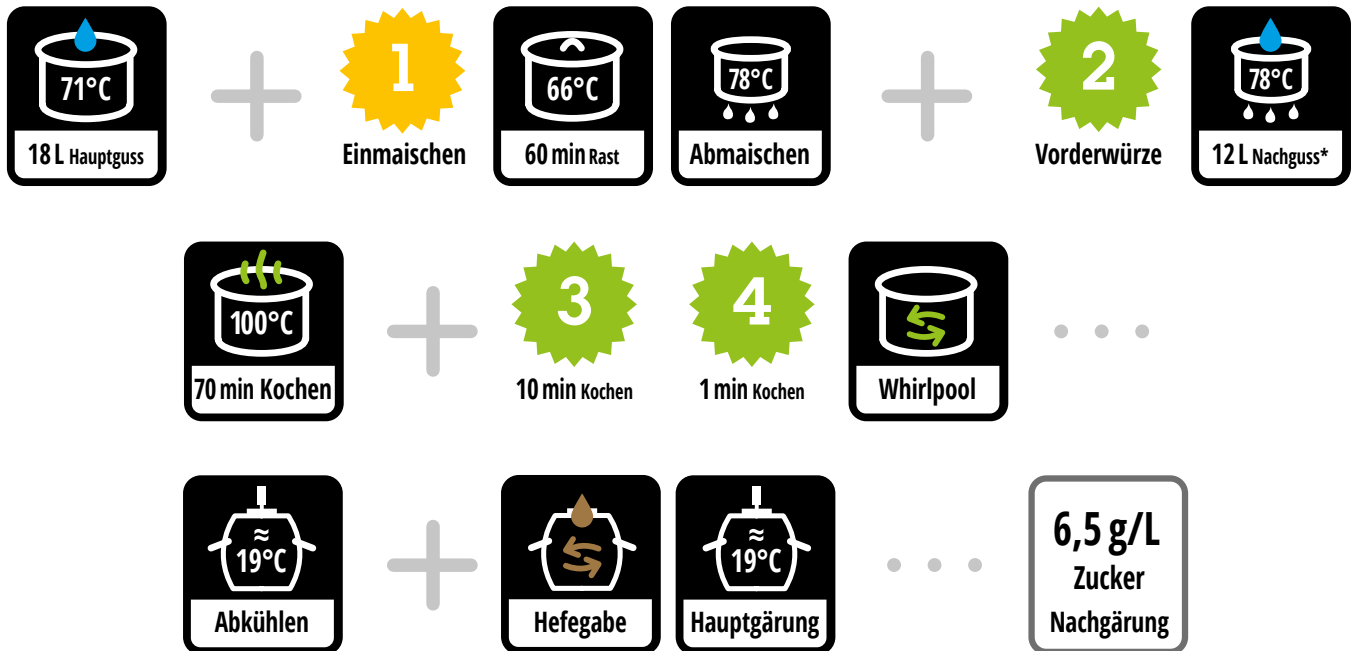 71°C
18 L Hauptguss
1
Einmaischen
66°C
60 min Rast
78°C
Abmaischen
2
Vorderwürze
78°C
12 L Nachguss*
100°C
70 min Kochen
3
10 min Kochen
4
1 min Kochen
Whirlpool
≈
19°C
Abkühlen
Hefegabe
≈
19°C
Hauptgärung
6,5 g/L
Zucker
Nachgärung